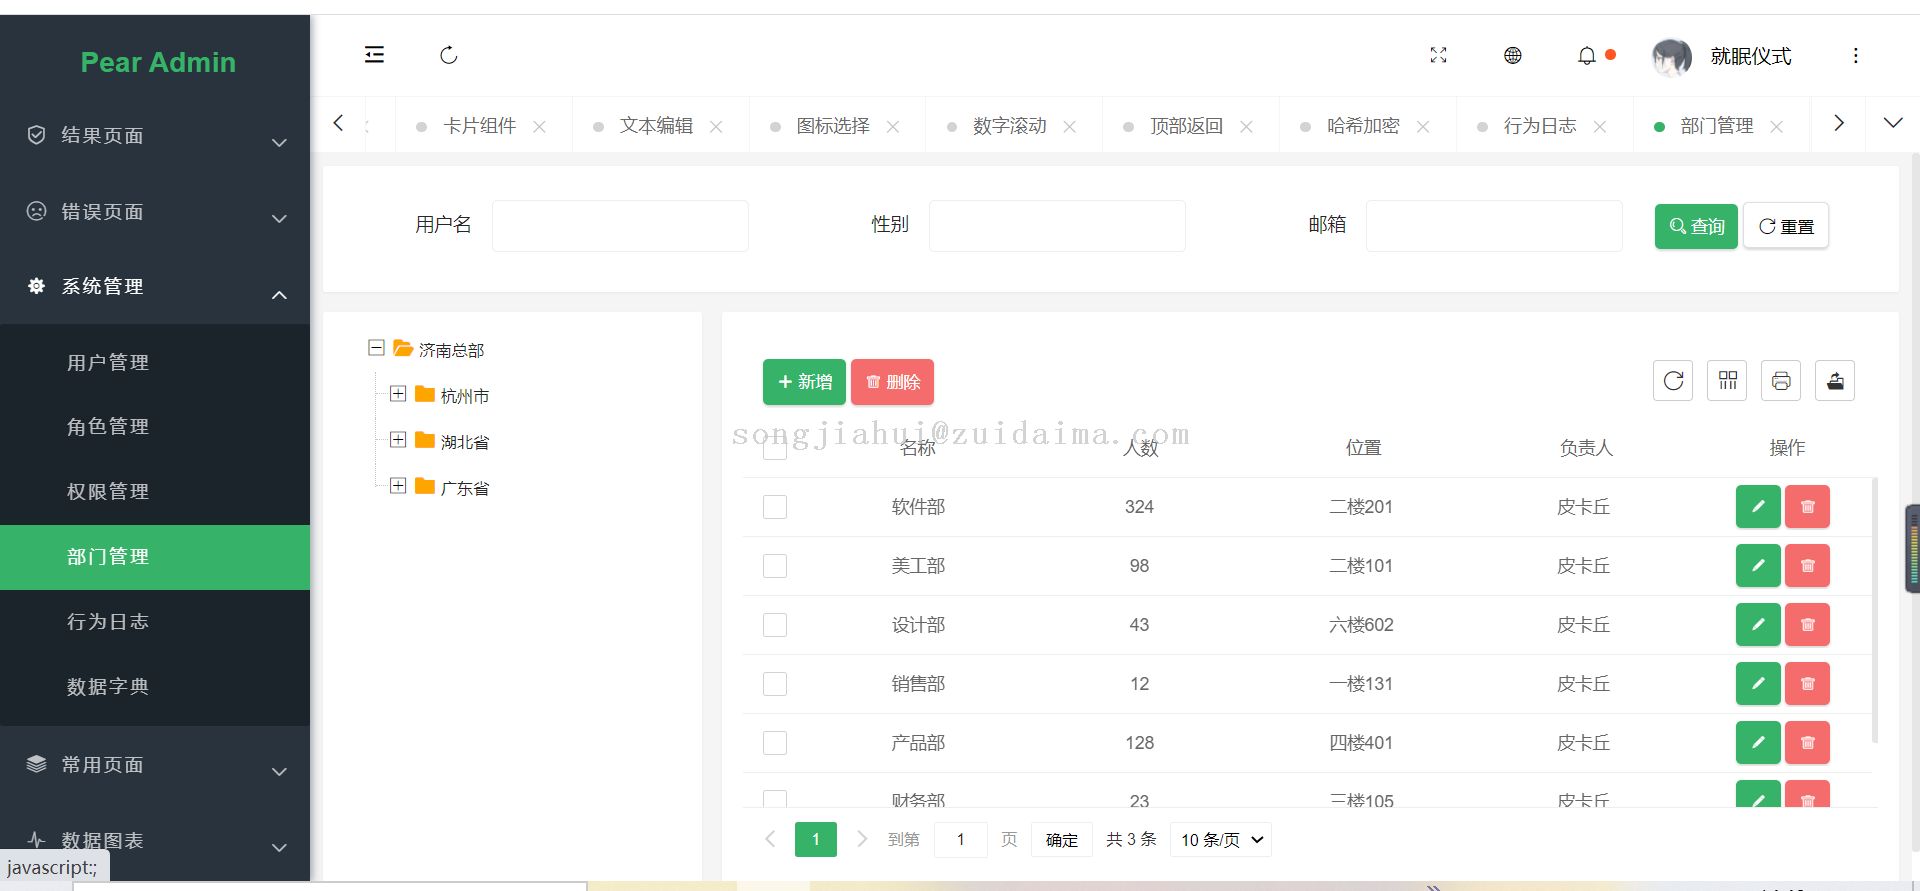 Pear Admin
就眠仪式
结果页面
错误页面
系统管理
用户管理
角色管理
权限管理
部门管理
行为日志
数据字典
常用页面
数据图表
javascript:;
卡片组件 文本编辑 图标选择 数字滚动 顶部返回 哈希加密 行为日志 部门管理
用户名 性别 邮箱 查询 重置
济南总部
杭州市
湖北省
广东省
新增 删除
songjiahui@zuidaima.com
名称 人数 位置 负责人 操作
软件部 324 二楼201 皮卡丘
美工部 98 二楼101 皮卡丘
设计部 43 六楼602 皮卡丘
销售部 12 一楼131 皮卡丘
产品部 128 四楼401 皮卡丘
财务部 23 三楼105 皮卡丘
1 到第 1 页 确定 共 3 条 10 条/页